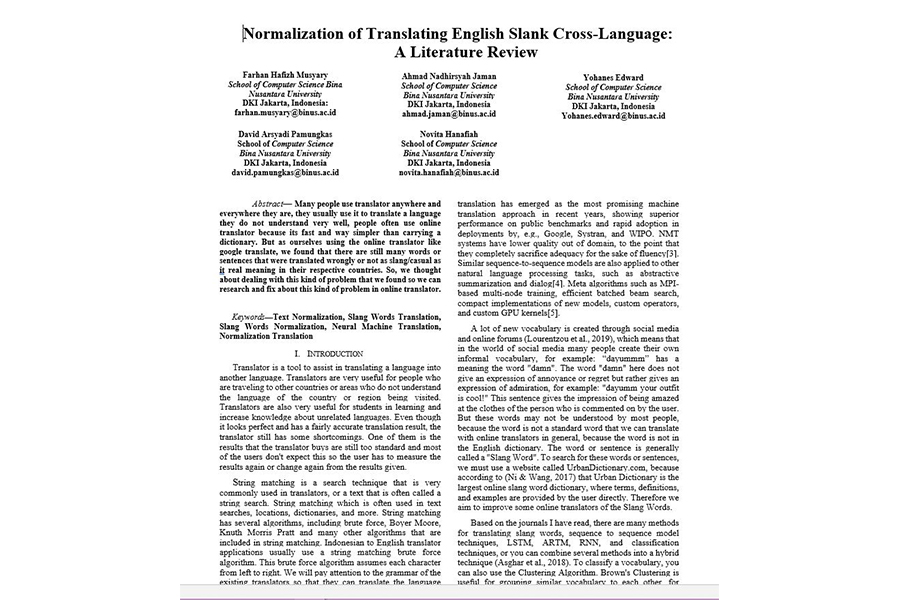 Normalization of Translating English Slank Cross-Language:
A Literature Review
Farhan Hafizh Musyary
School of Computer Science Bina
Nusantara University
DKI Jakarta, Indonesia:
farhan.musyary@binus.ac.id
Ahmad Nadhirsyah Jaman
School of Computer Science
Bina Nusantara University
DKI Jakarta, Indonesia
ahmad.jaman@binus.ac.id
Yohanes Edward
School of Computer Science
Bina Nusantara University
DKI Jakarta, Indonesia
Yohanes.edward@binus.ac.id
David Arsyadi Pamungkas
School of Computer Science
Bina Nusantara University
DKI Jakarta, Indonesia
david.pamungkas@binus.ac.id
Novita Hanafiah
School of Computer Science
Bina Nusantara University
DKI Jakarta, Indonesia
novita.hanafiah@binus.ac.id
Abstract— Many people use translator anywhere and
everywhere they are, they usually use it to translate a language
they do not understand very well, people often use online
translator because its fast and way simpler than carrying a
dictionary. But as ourselves using the online translator like
google translate, we found that there are still many words or
sentences that were translated wrongly or not as slang/casual as
it real meaning in their respective countries. So, we thought
about dealing with this kind of problem that we found so we can
research and fix about this kind of problem in online translator.
Keywords—Text Normalization, Slang Words Translation,
Slang Words Normalization, Neural Machine Translation,
Normalization Translation
I. INTRODUCTION
Translator is a tool to assist in translating a language into
another language. Translators are very useful for people who
are traveling to other countries or areas who do not understand
the language of the country or region being visited.
Translators are also very useful for students in learning and
increase knowledge about unrelated languages. Even though
it looks perfect and has a fairly accurate translation result, the
translator still has some shortcomings. One of them is the
results that the translator buys are still too standard and most
of the users don't expect this so the user has to measure the
results again or change again from the results given.
String matching is a search technique that is very
commonly used in translators, or a text that is often called a
search string. String matching which is often used in text
searches, locations, dictionaries, and more. String matching
has several algorithms, including brute force, Boyer Moore,
Knuth Morris Pratt and many other algorithms that are
included in string matching. Indonesian to English translator
applications usually use a string matching brute force
algorithm. This brute force algorithm assumes each character
from left to right. We will pay attention to the grammar of the
existing translators so that they can translate the language
translation has emerged as the most promising machine
translation approach in recent years, showing superior
performance on public benchmarks and rapid adoption in
deployments by, e.g., Google, Systran, and WIPO. NMT
systems have lower quality out of domain, to the point that
they completely sacrifice adequacy for the sake of fluency[3].
Similar sequence-to-sequence models are also applied to other
natural language processing tasks, such as abstractive
summarization and dialog[4]. Meta algorithms such as MPI-
based multi-node training, efficient batched beam search,
compact implementations of new models, custom operators,
and custom GPU kernels[5].
A lot of new vocabulary is created through social media
and online forums (Lourentzou et al., 2019), which means that
in the world of social media many people create their own
informal vocabulary, for example: "dayummm" has a
meaning the word "damn". The word "damn" here does not
give an expression of annoyance or regret but rather gives an
expression of admiration, for example: "dayumm your outfit
is cool!" This sentence gives the impression of being amazed
at the clothes of the person who is commented on by the user.
But these words may not be understood by most people,
because the word is not a standard word that we can translate
with online translators in general, because the word is not in
the English dictionary. The word or sentence is generally
called a "Slang Word". To search for these words or sentences,
we must use a website called UrbanDictionary.com, because
according to (Ni & Wang, 2017) that Urban Dictionary is the
largest online slang word dictionary, where terms, definitions,
and examples are provided by the user directly. Therefore we
aim to improve some online translators of the Slang Words.
Based on the journals I have read, there are many methods
for translating slang words, sequence to sequence model
techniques, LSTM, ARTM, RNN, and classification
techniques, or you can combine several methods into a hybrid
technique (Asghar et al., 2018). To classify a vocabulary, you
can also use the Clustering Algorithm. Brown's Clustering is
useful for grouping similar vocabulary to each other, for